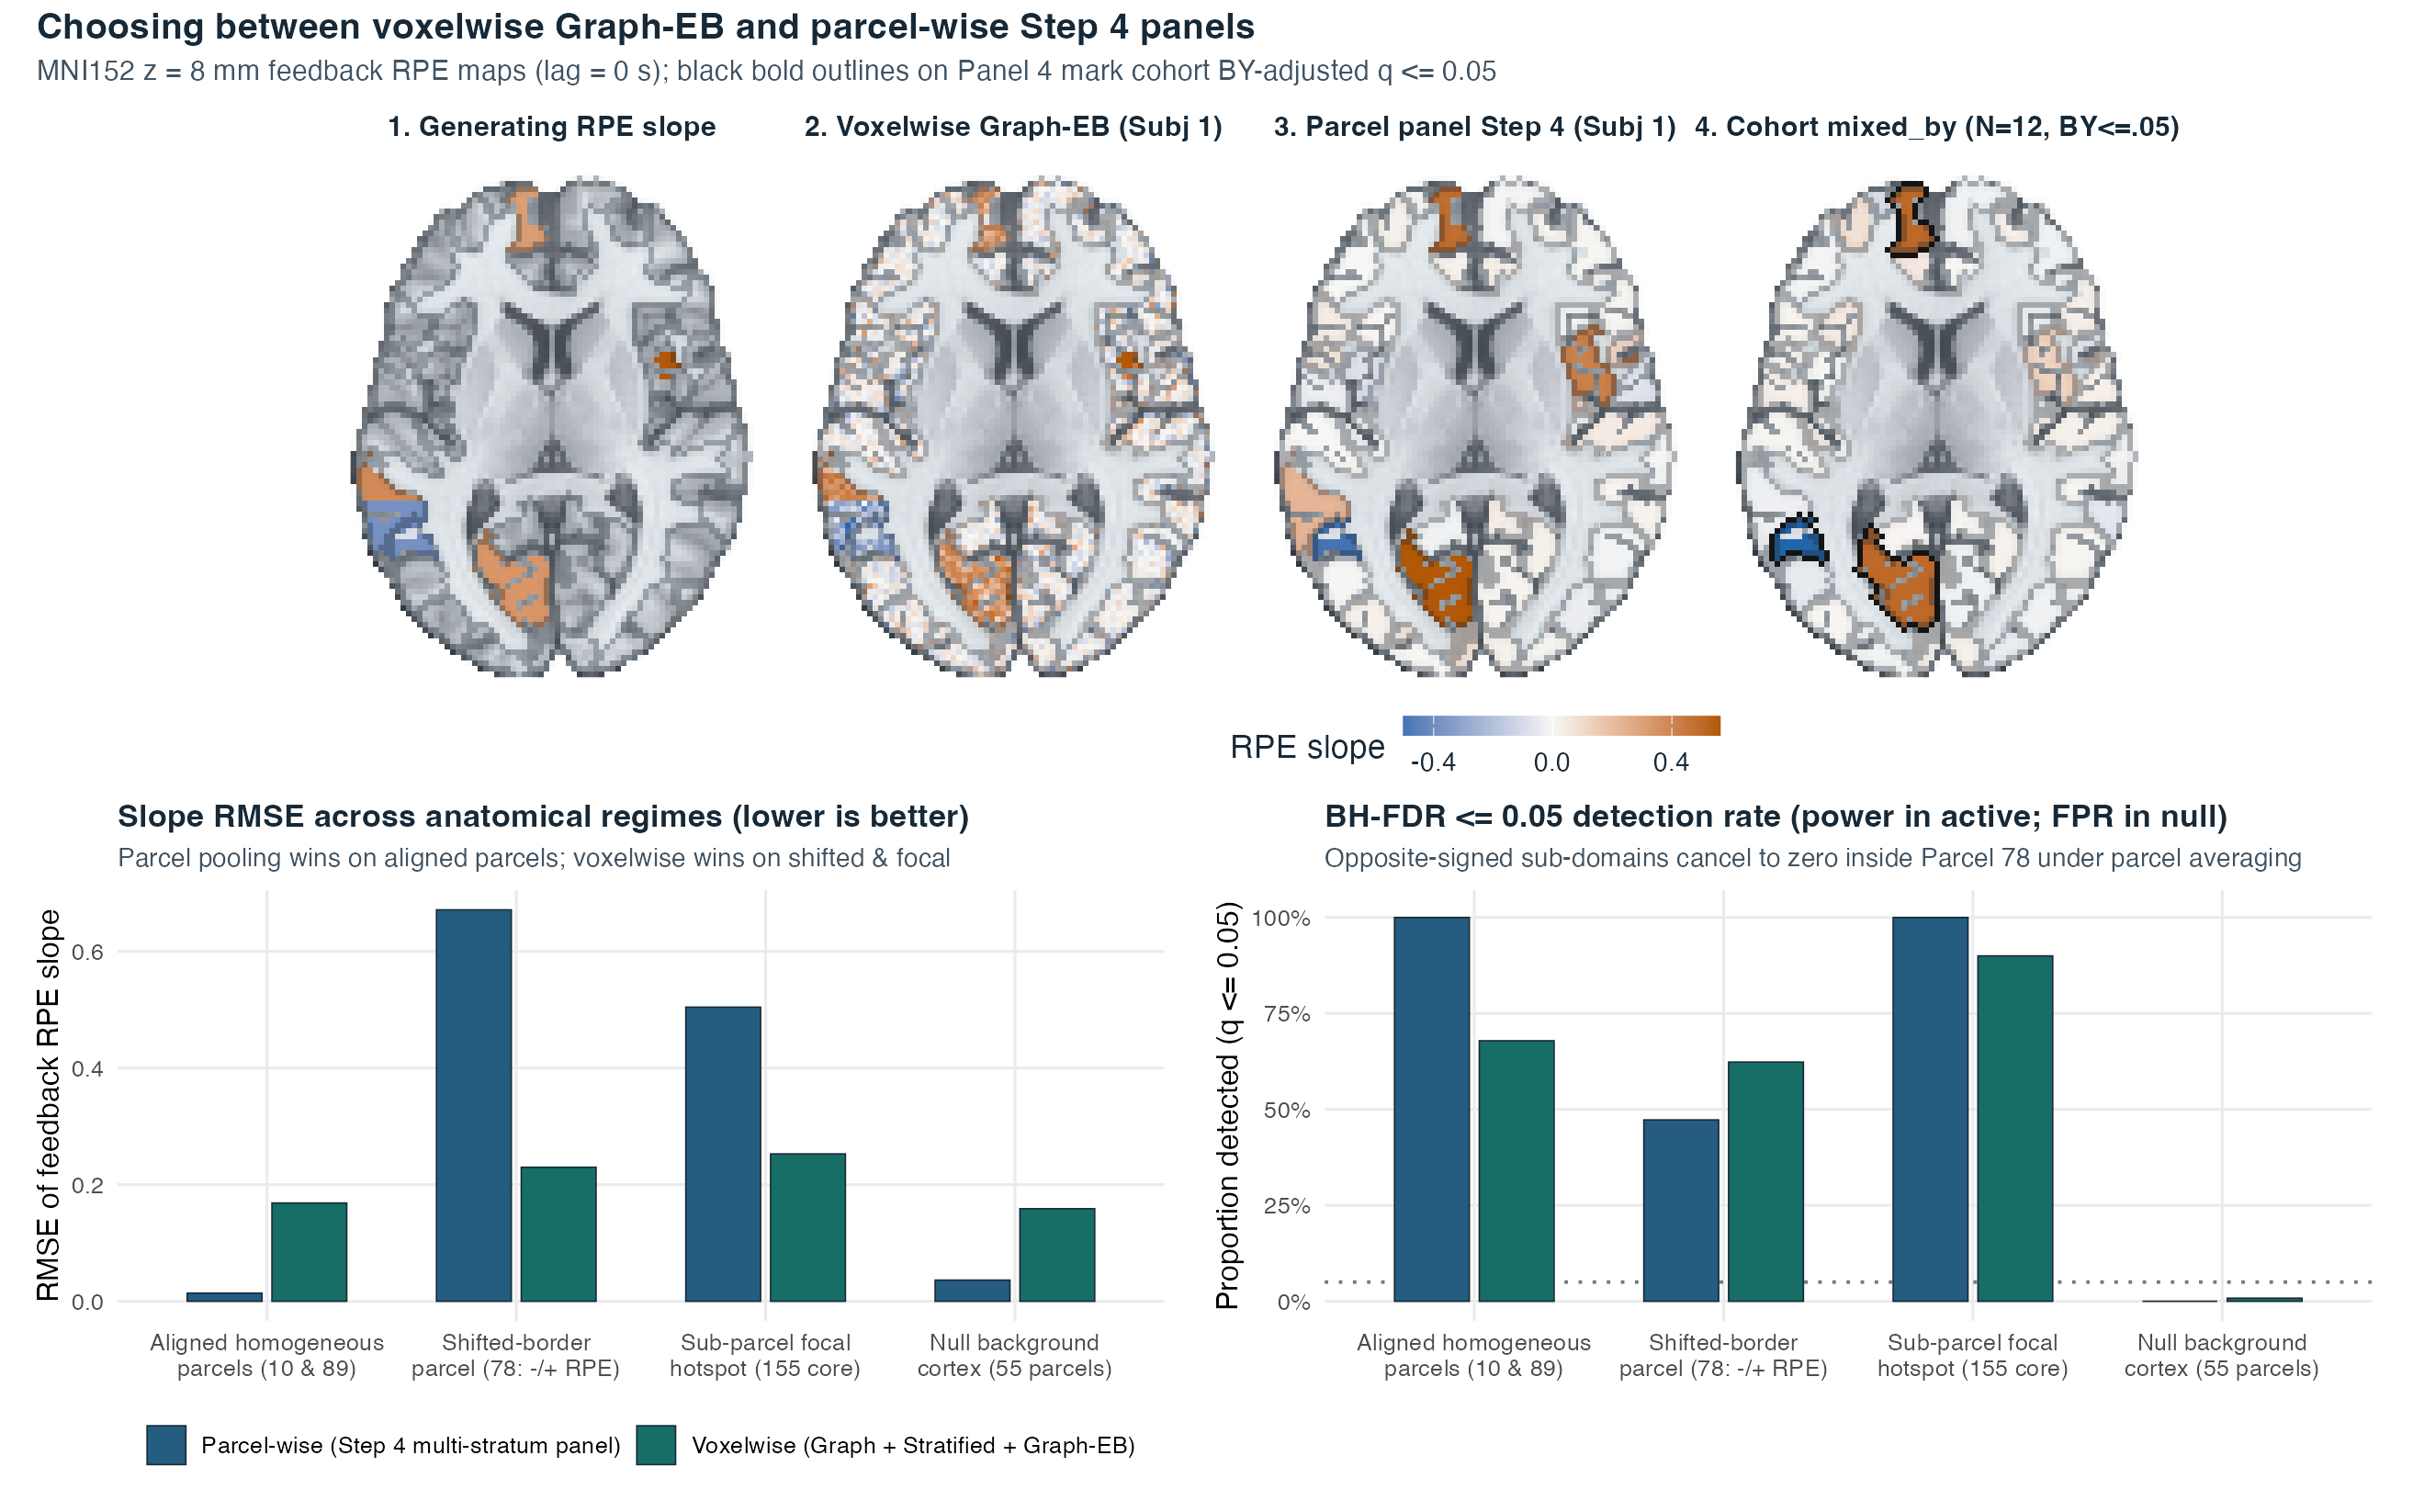 Choosing between voxelwise Graph-EB and parcel-wise Step 4 panels
MNI152 z = 8 mm feedback RPE maps (lag = 0 s); black bold outlines on Panel 4 mark cohort BY-adjusted q <= 0.05
1. Generating RPE slope
2. Voxelwise Graph-EB (Subj 1)
3. Parcel panel Step 4 (Subj 1)
4. Cohort mixed_by (N=12, BY<=.05)
RPE slope
-0.4
0.0
0.4
Slope RMSE across anatomical regimes (lower is better)
Parcel pooling wins on aligned parcels; voxelwise wins on shifted & focal
RMSE of feedback RPE slope
0.6
0.4
0.2
0.0
Aligned homogeneous
parcels (10 & 89)
Shifted-border
parcel (78: -/+ RPE)
Sub-parcel focal
hotspot (155 core)
Null background
cortex (55 parcels)
BH-FDR <= 0.05 detection rate (power in active; FPR in null)
Opposite-signed sub-domains cancel to zero inside Parcel 78 under parcel averaging
Proportion detected (q <= 0.05)
100%
75%
50%
25%
0%
Aligned homogeneous
parcels (10 & 89)
Shifted-border
parcel (78: -/+ RPE)
Sub-parcel focal
hotspot (155 core)
Null background
cortex (55 parcels)
Parcel-wise (Step 4 multi-stratum panel)
Voxelwise (Graph + Stratified + Graph-EB)